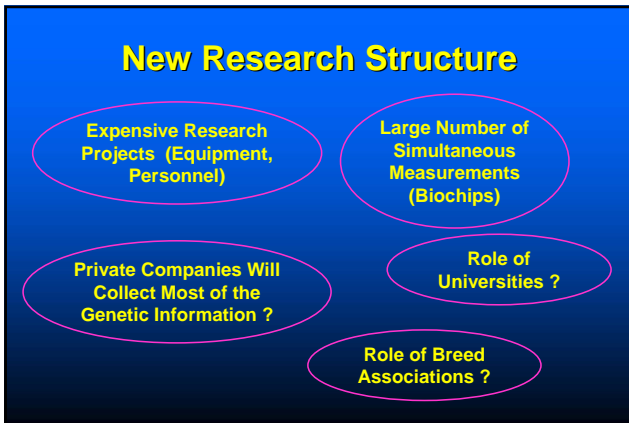 New Research Structure
Expensive Research
Projects (Equipment,
Personnel)
Large Number of
Simultaneous
Measurements
(Biochips)
Private Companies Will
Collect Most of the
Genetic Information ?
Role of
Universities ?
Role of Breed
Associations ?